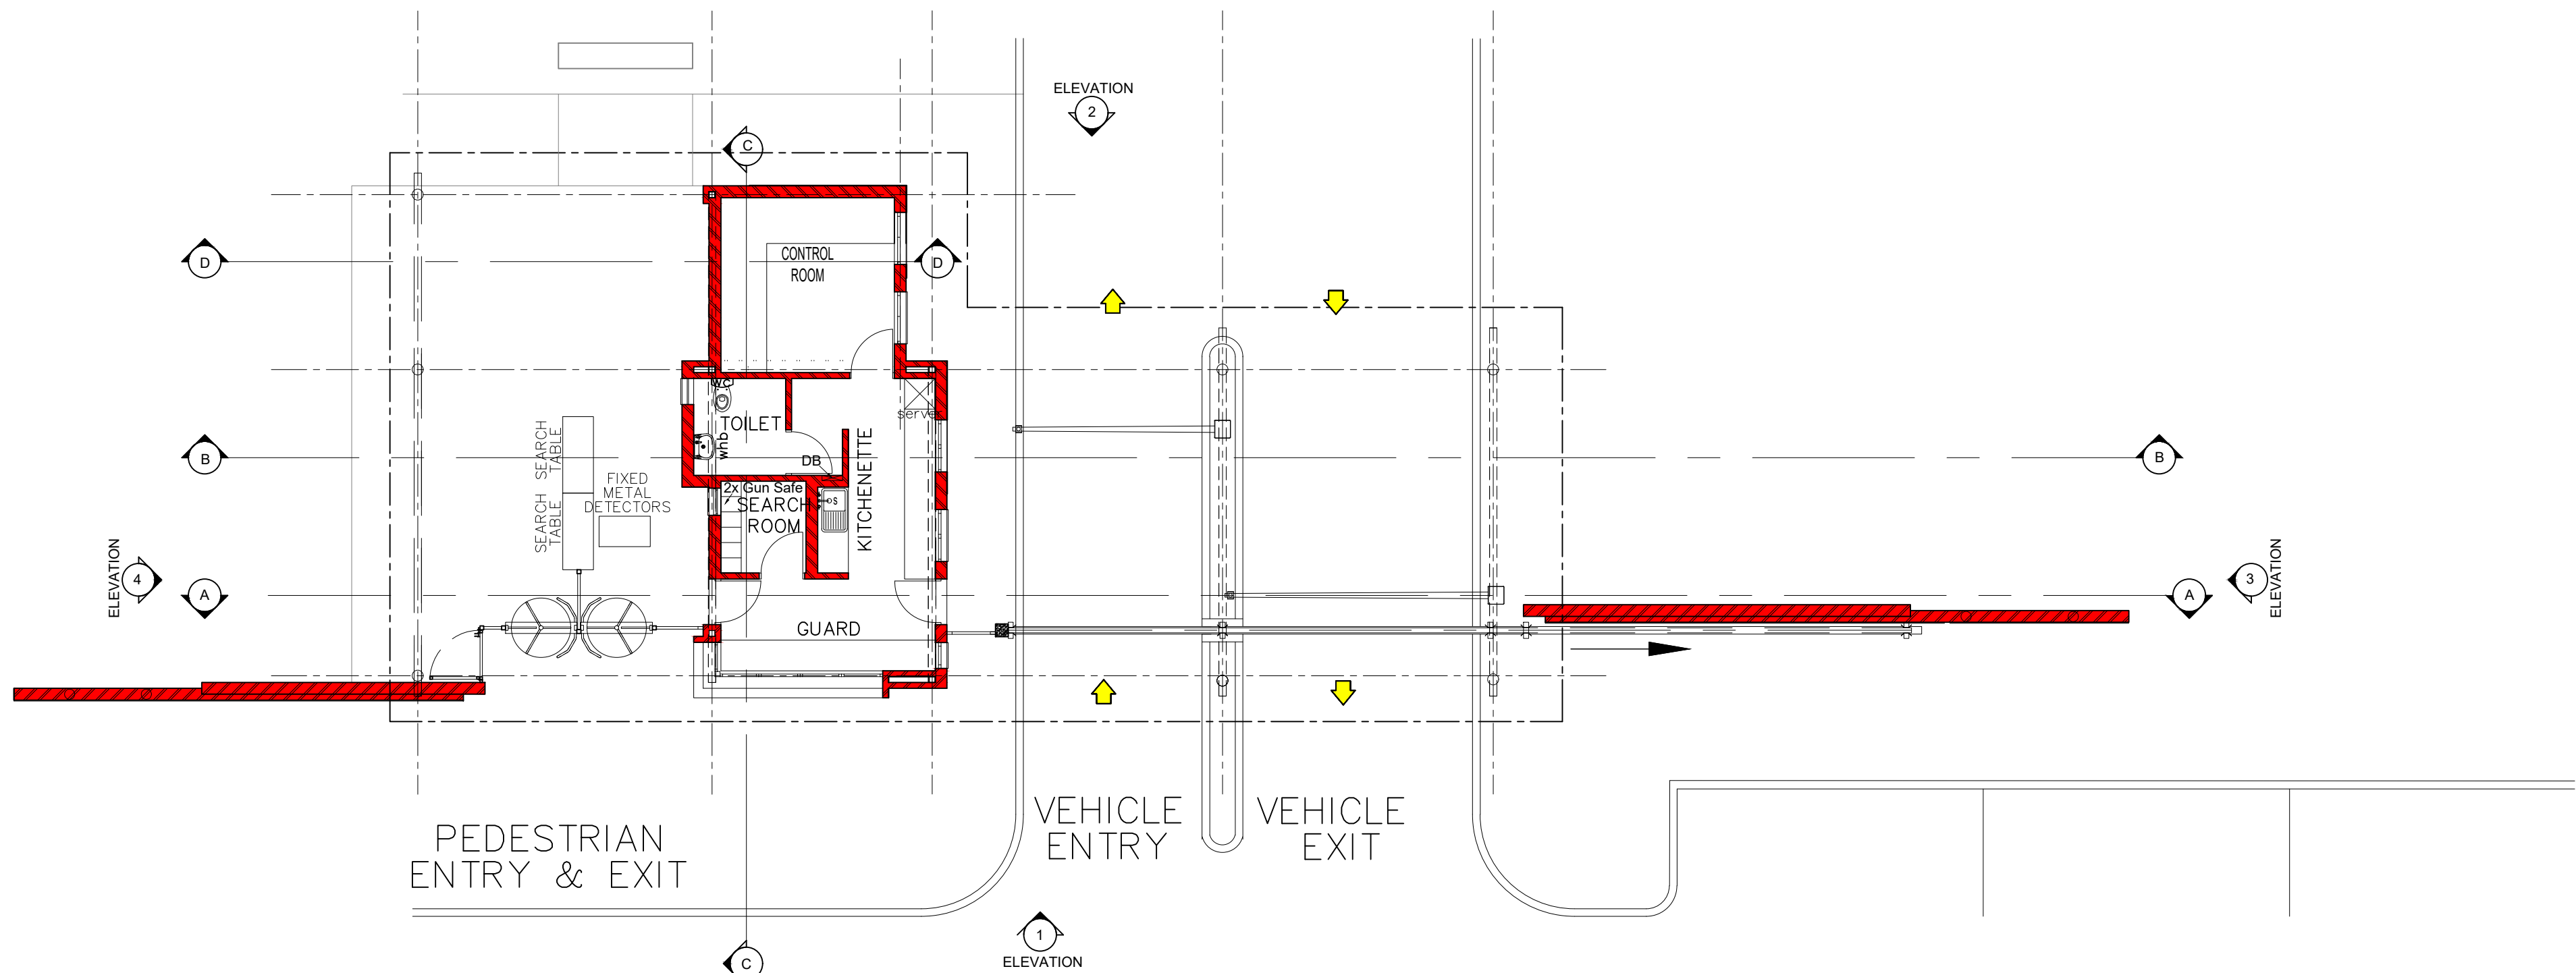 ELEVATION
2
C
D
CONTROL
ROOM
D
WC
TOILET
server
whb
KITCHENETTE
DB
B
B
SEARCH
TABLE
SEARCH
TABLE
FIXED
METAL
DETECTORS
2x Gun Safe
SEARCH
ROOM
S
ELEVATION
4
A
A
3
ELEVATION
GUARD
VEHICLE
ENTRY
VEHICLE
EXIT
PEDESTRIAN
ENTRY & EXIT
1
ELEVATION
C